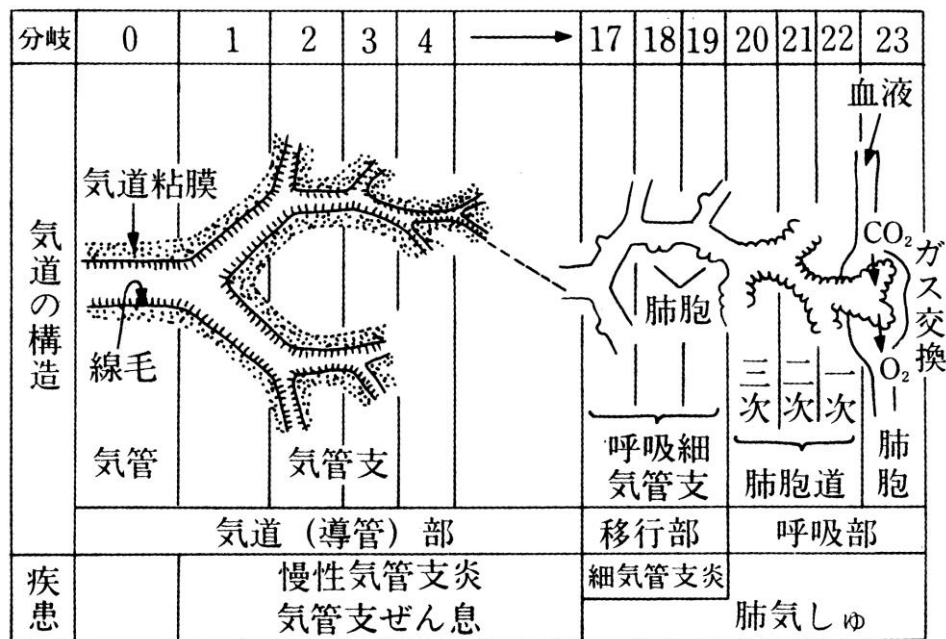 分岐 0 1 2 3 4 → 17 18 19 20 21 22 23
血液
気道粘膜
CO₂
ガス交換
気道の構造
肺胞
線毛
O₂
三次 二次 一次
気管 気管支
呼吸細
気管支
肺胞道
肺胞
気道（導管）部 移行部 呼吸部
疾患
慢性気管支炎 細気管支炎
気管支ぜん息 肺気しゅ